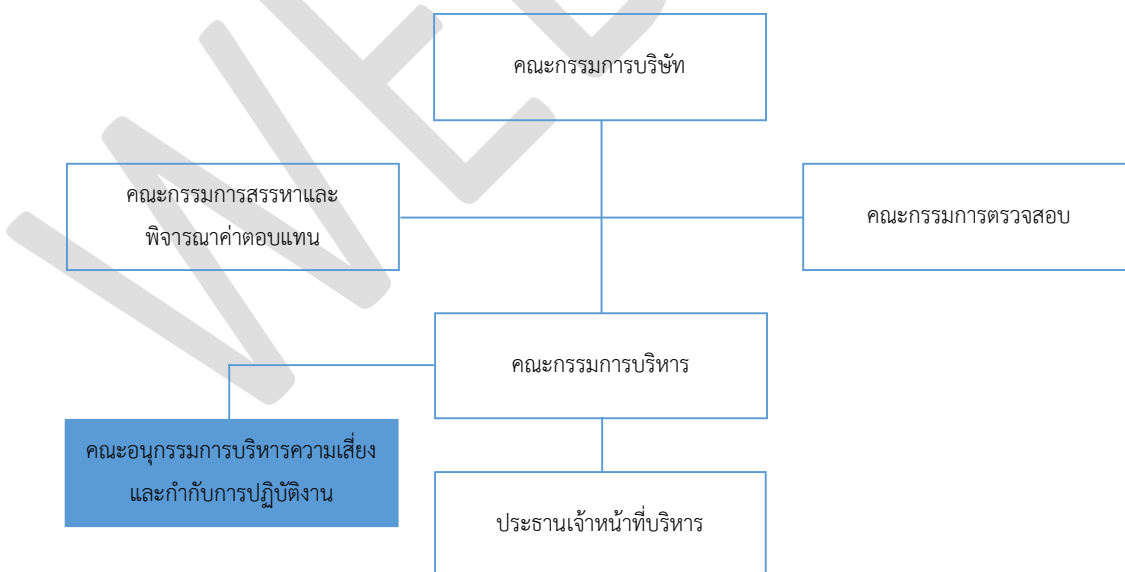 คณะกรรมการบริษัท
คณะกรรมการสรรหาและ
พิจารณาค่าตอบแทน
คณะกรรมการตรวจสอบ
คณะกรรมการบริหาร
คณะอนุกรรมการบริหารความเสี่ยง
และกำกับการปฏิบัติงาน
ประธานเจ้าหน้าที่บริหาร